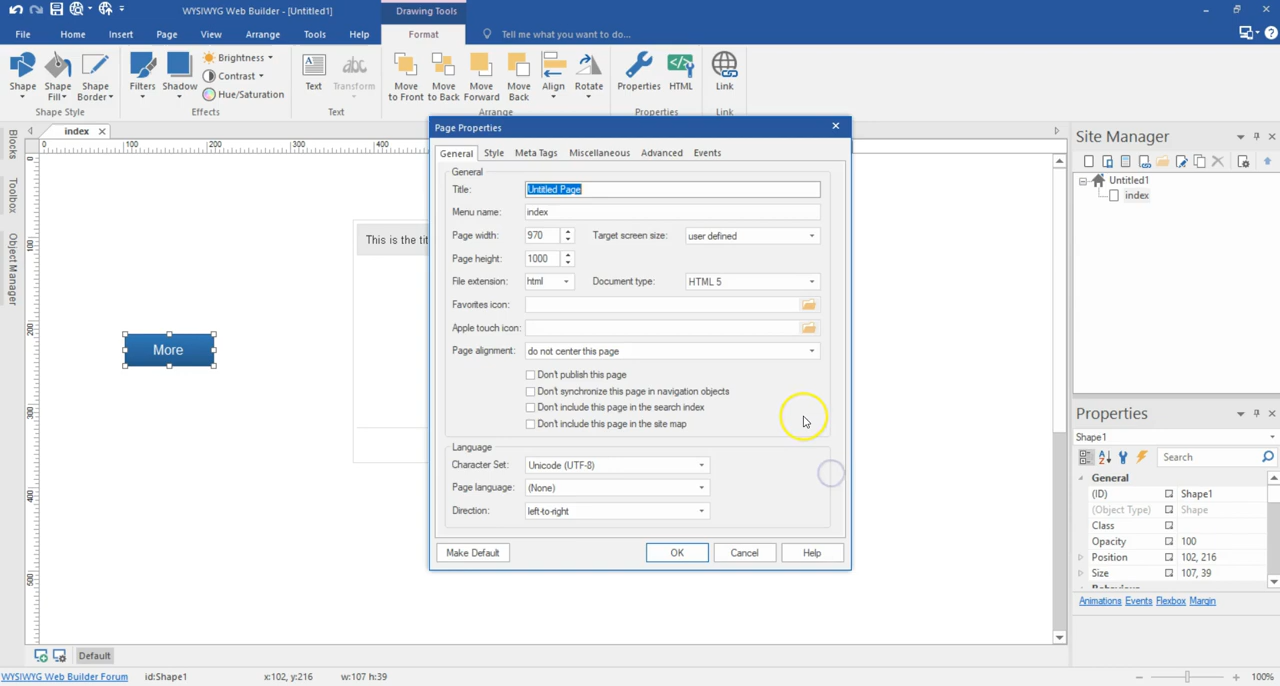 WYSIWYG Web Builder - [Untitled1]
Drawing Tools
File Home Insert Page View Arrange Tools Help Format Tell me what you want to do...
Shape
Shape Fill
Shape Border
Shape Style
Filters
Shadow
Brightness
Contrast
Hue/Saturation
Effects
Text
Transform
Text
Move to Front
Move to Back
Move Forward
Move Back
Align
Rotate
Arrange
Properties
HTML
Properties
Link
Link
Blocks
Toolbox
Object Manager
index
0 100 200 300 400
0
100
200
300
400
500
This is the titl
More
Page Properties
General Style Meta Tags Miscellaneous Advanced Events
General
Title: Untitled Page
Menu name: index
Page width: 970 Target screen size: user defined
Page height: 1000
File extension: html Document type: HTML 5
Favorites icon:
Apple touch icon:
Page alignment: do not center this page
Don't publish this page
Don't synchronize this page in navigation objects
Don't include this page in the search index
Don't include this page in the site map
Language
Character Set: Unicode (UTF-8)
Page language: (None)
Direction: left-to-right
Make Default OK Cancel Help
Site Manager
Untitled1
index
Properties
Shape1
Search
General
(ID) Shape1
(Object Type) Shape
Class
Opacity 100
Position 102, 216
Size 107, 39
Animations Events Flexbox Margin
Default
WYSIWYG Web Builder Forum id:Shape1 x:102, y:216 w:107 h:39 100%